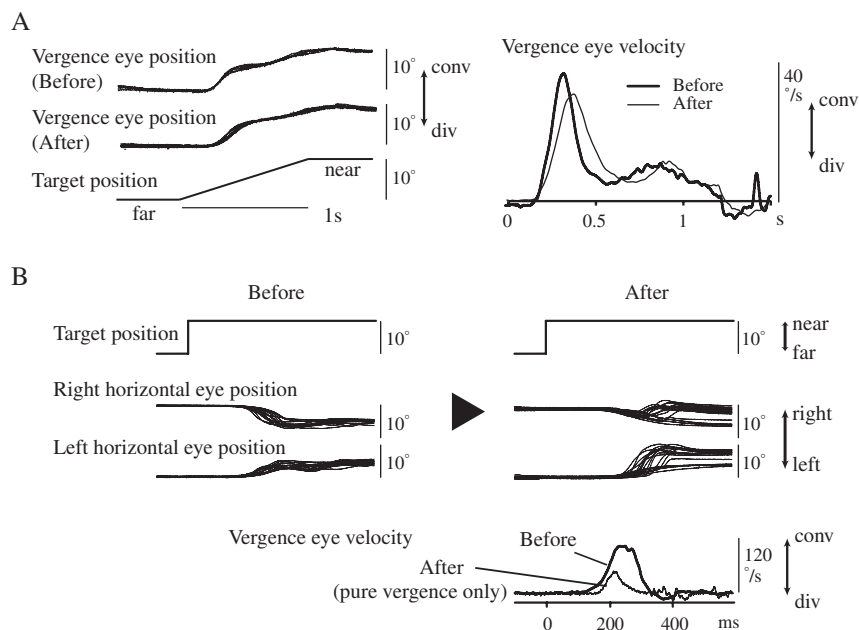 A
Vergence eye position
(Before)
10°
conv
Vergence eye position
(After)
10°
div
Target position
near
10°
far
1s
Vergence eye velocity
Before
After
40
°/s
conv
div
0
0.5
1
s
B
Before
After
Target position
10°
10°
near
far
Right horizontal eye position
10°
10°
right
Left horizontal eye position
10°
10°
left
Vergence eye velocity
Before
After
(pure vergence only)
120
°/s
conv
div
0
200
400
ms